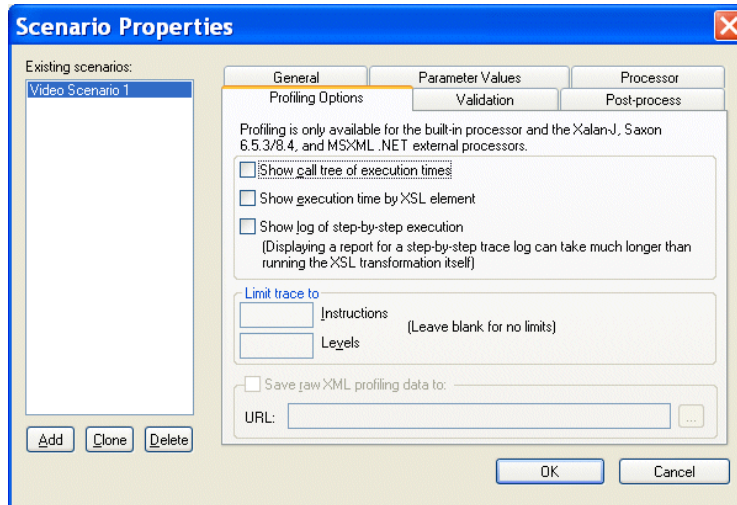 Scenario Properties
Existing scenarios:
Video Scenario 1
Add
Clone
Delete
General
Parameter Values
Processor
Profiling Options
Validation
Post-process
Profiling is only available for the built-in processor and the Xalan-J, Saxon
6.5.3/8.4, and MSXML .NET external processors.
Show call tree of execution times
Show execution time by XSL element
Show log of step-by-step execution
(Displaying a report for a step-by-step trace log can take much longer than
running the XSL transformation itself)
Limit trace to
Instructions
(Leave blank for no limits)
Levels
Save raw XML profiling data to:
URL:
...
OK
Cancel